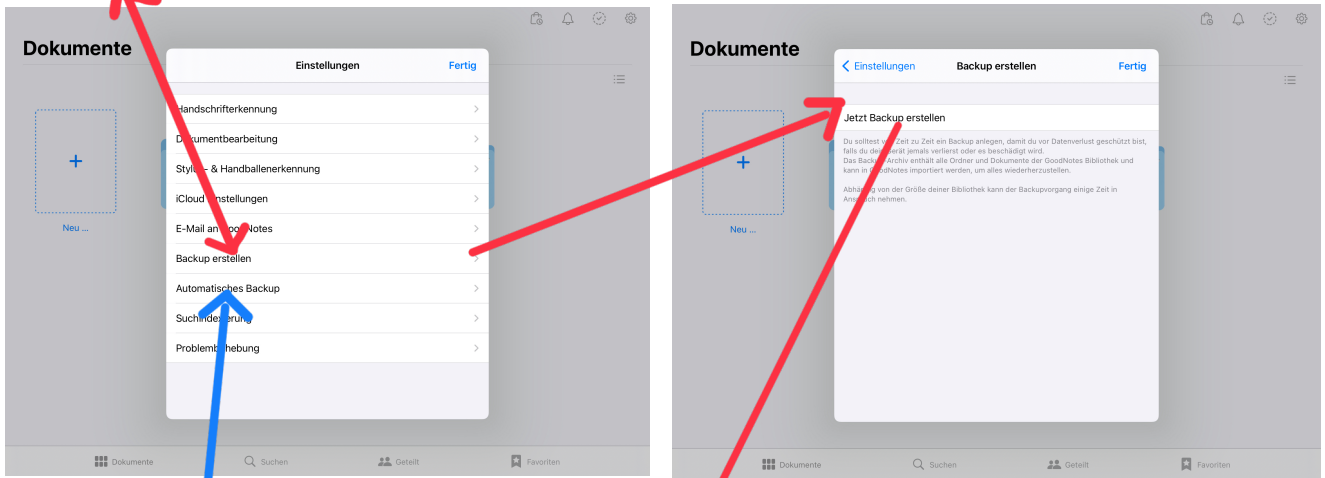 Dokumente
Einstellungen
Fertig
Handschrifterkennung
Dokumentbearbeitung
Stylus- & Handballenerkennung
iCloud Einstellungen
E-Mail an GoodNotes
Backup erstellen
Automatisches Backup
Suchindexierung
Problembehebung
Neu ...
Dokumente
Suchen
Geteilt
Favoriten
Dokumente
Einstellungen
Backup erstellen
Fertig
Jetzt Backup erstellen
Du solltest von Zeit zu Zeit ein Backup anlegen, damit du vor Datenverlust geschützt bist,
falls du dein Gerät jemals verlierst oder es beschädigt wird.
Das Backup-Archiv enthält alle Ordner und Dokumente der GoodNotes Bibliothek und
kann in GoodNotes importiert werden, um alles wiederherzustellen.
Abhängig von der Größe deiner Bibliothek kann der Backupvorgang einige Zeit in
Anspruch nehmen.
Neu ...
Dokumente
Suchen
Geteilt
Favoriten